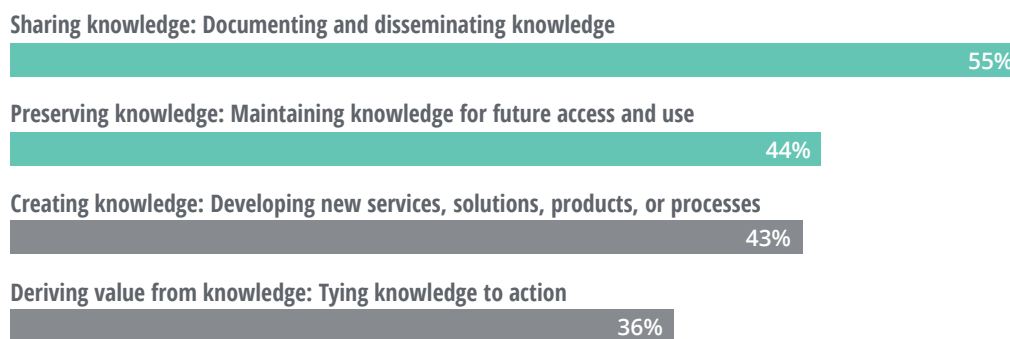 Sharing knowledge: Documenting and disseminating knowledge
55%
Preserving knowledge: Maintaining knowledge for future access and use
44%
Creating knowledge: Developing new services, solutions, products, or processes
43%
Deriving value from knowledge: Tying knowledge to action
36%